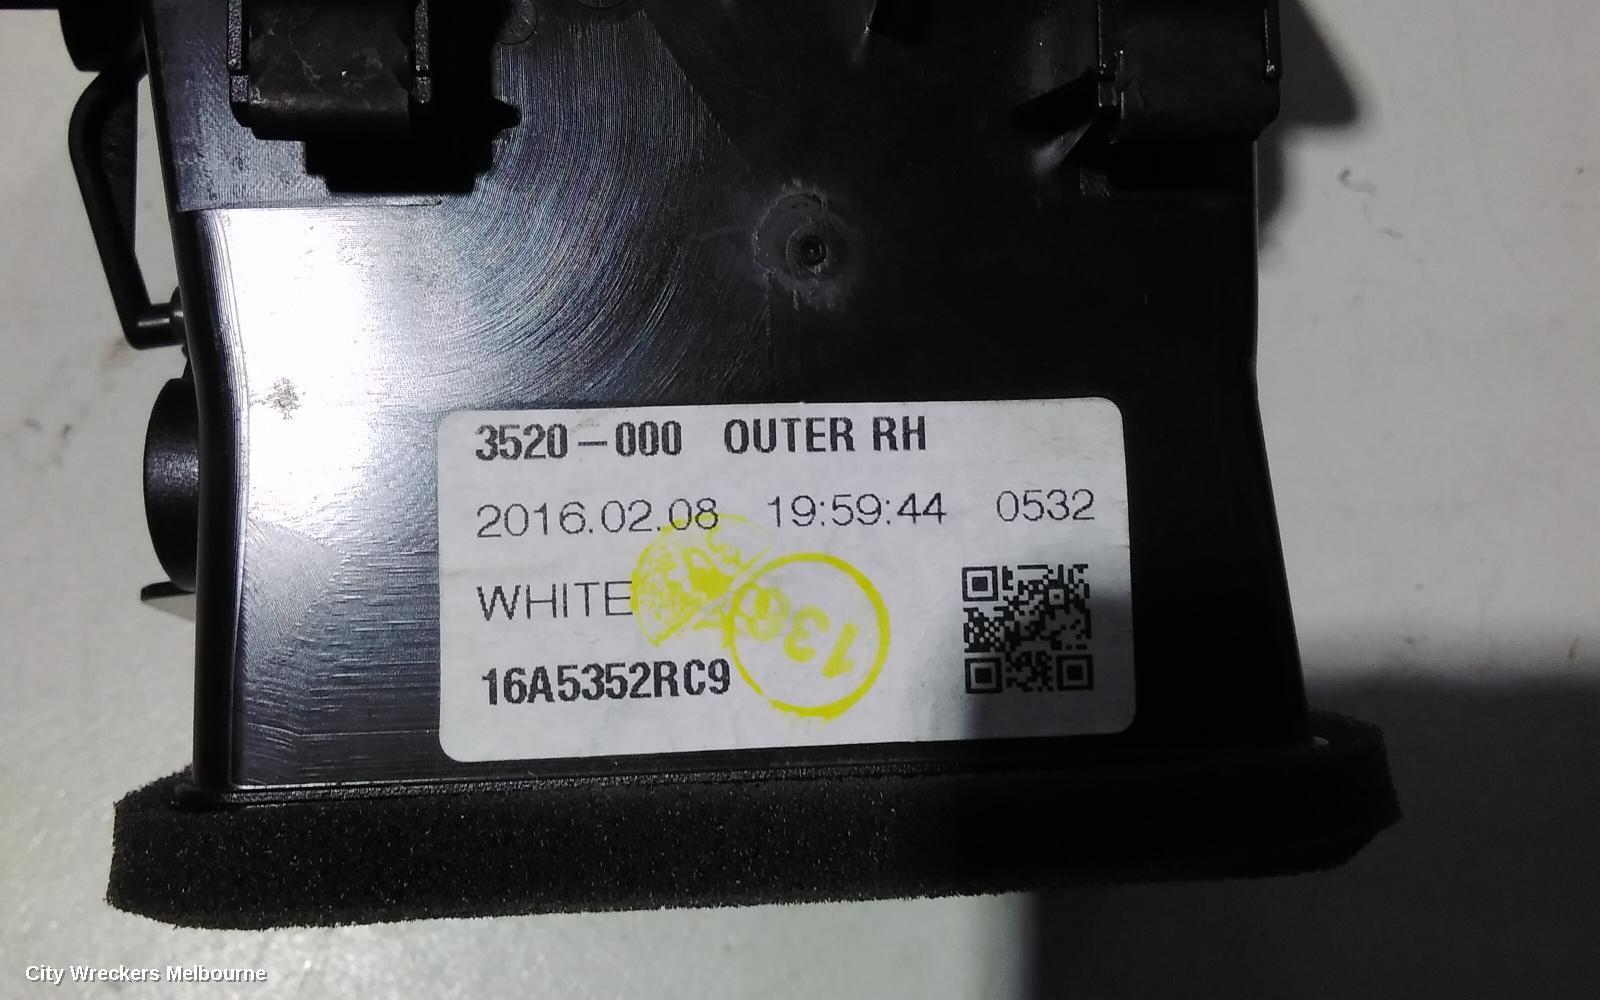 3520-000 OUTER RH
2016.02.08 19:59:44 0532
WHITE
16A5352RC9
City Wreckers Melbourne